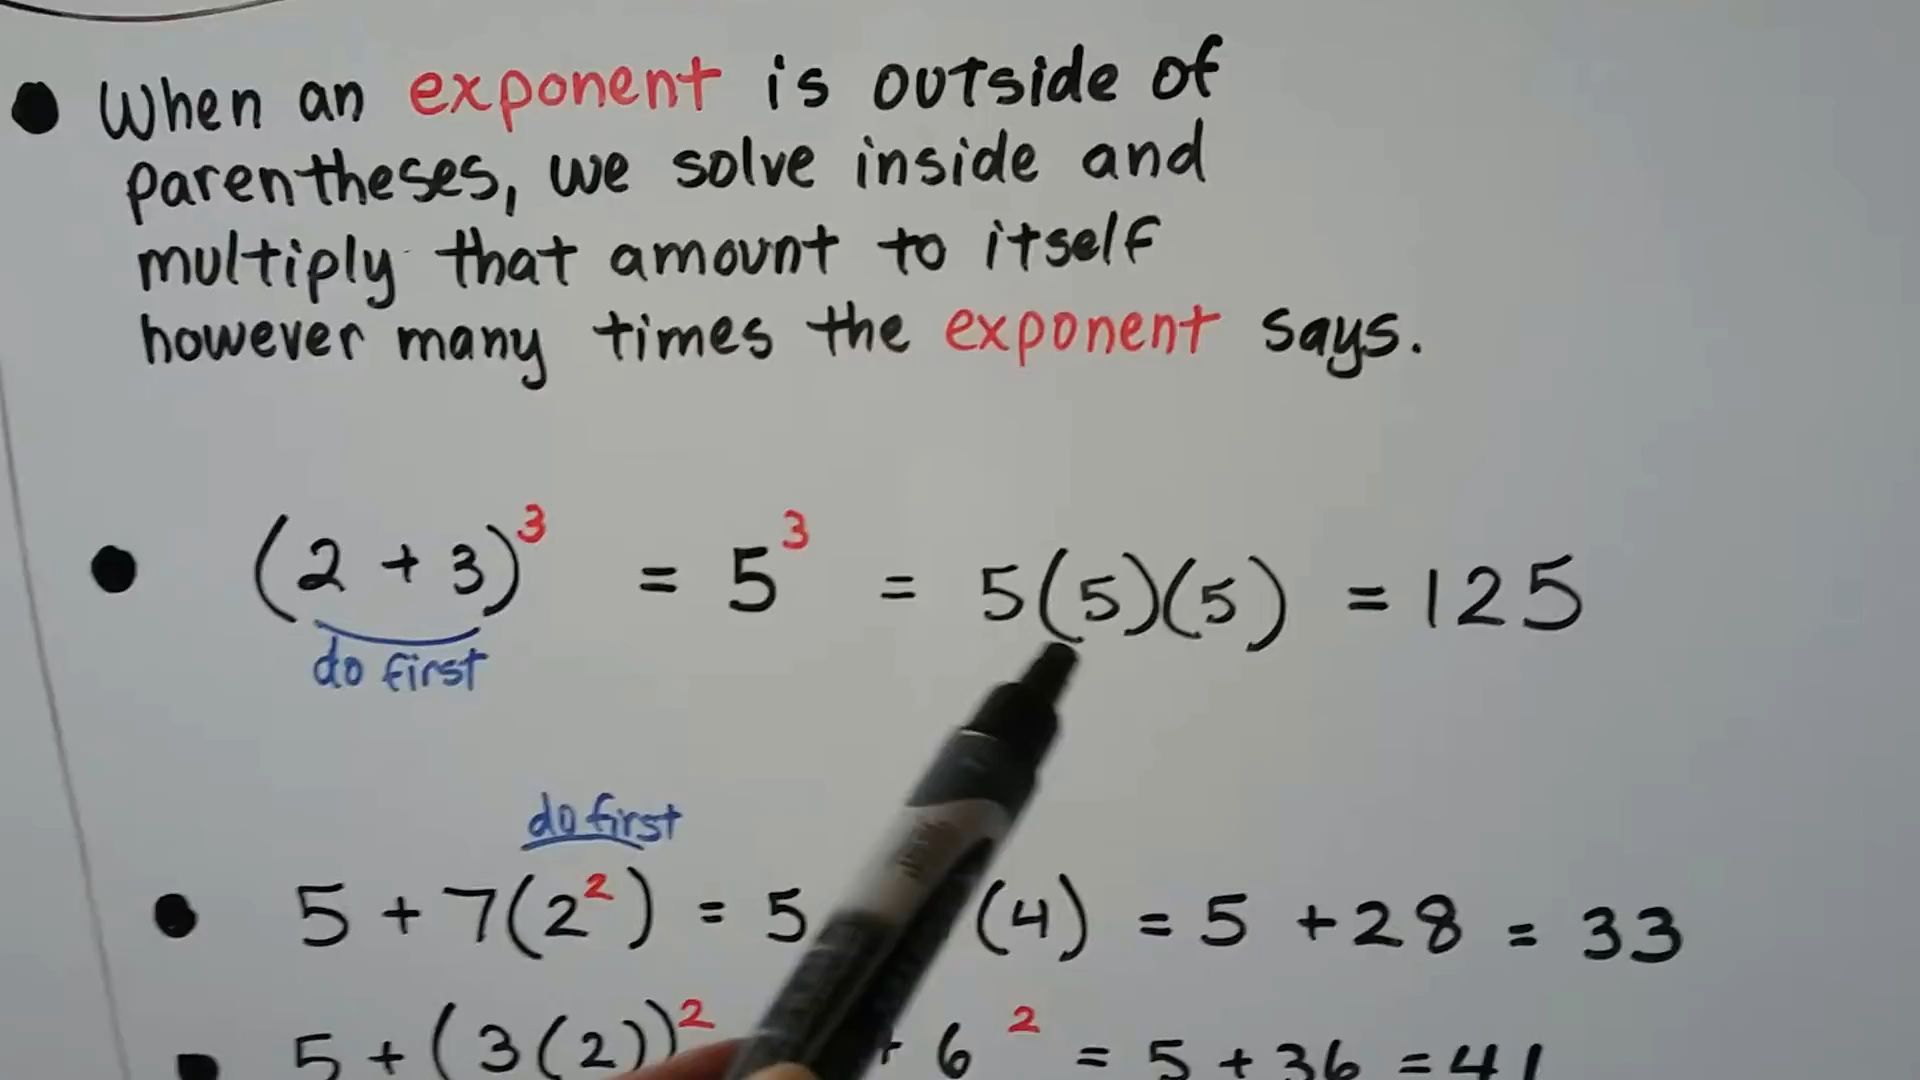 When an exponent is outside of
parentheses, we solve inside and
multiply that amount to itself
however many times the exponent says.
(2 + 3)³ = 5³ = 5(5)(5) = 125
do first
do first
5 + 7(2²) = 5 (4) = 5 + 28 = 33
5 + (3(2))² + 6² = 5 + 36 = 41